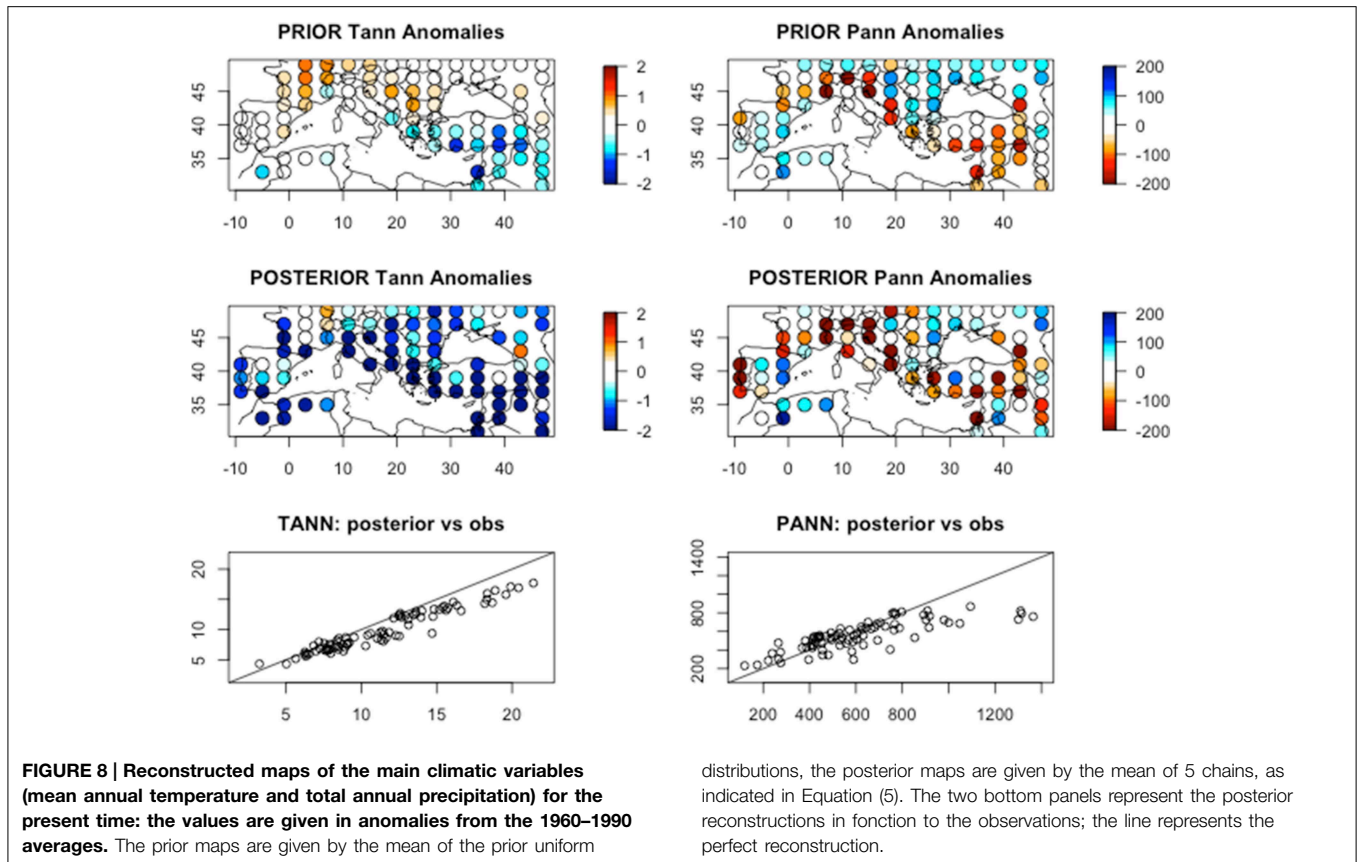 PRIOR Tann Anomalies
45
40
35
-10 0 10 20 30 40
2
1
0
-1
-2
PRIOR Pann Anomalies
45
40
35
-10 0 10 20 30 40
200
100
0
-100
-200
POSTERIOR Tann Anomalies
45
40
35
-10 0 10 20 30 40
2
1
0
-1
-2
POSTERIOR Pann Anomalies
45
40
35
-10 0 10 20 30 40
200
100
0
-100
-200
TANN: posterior vs obs
20
10
5
5 10 15 20
PANN: posterior vs obs
1400
800
200
200 400 600 800 1200
FIGURE 8 | Reconstructed maps of the main climatic variables
(mean annual temperature and total annual precipitation) for the
present time: the values are given in anomalies from the 1960–1990
averages. The prior maps are given by the mean of the prior uniform
distributions, the posterior maps are given by the mean of 5 chains, as
indicated in Equation (5). The two bottom panels represent the posterior
reconstructions in fonction to the observations; the line represents the
perfect reconstruction.